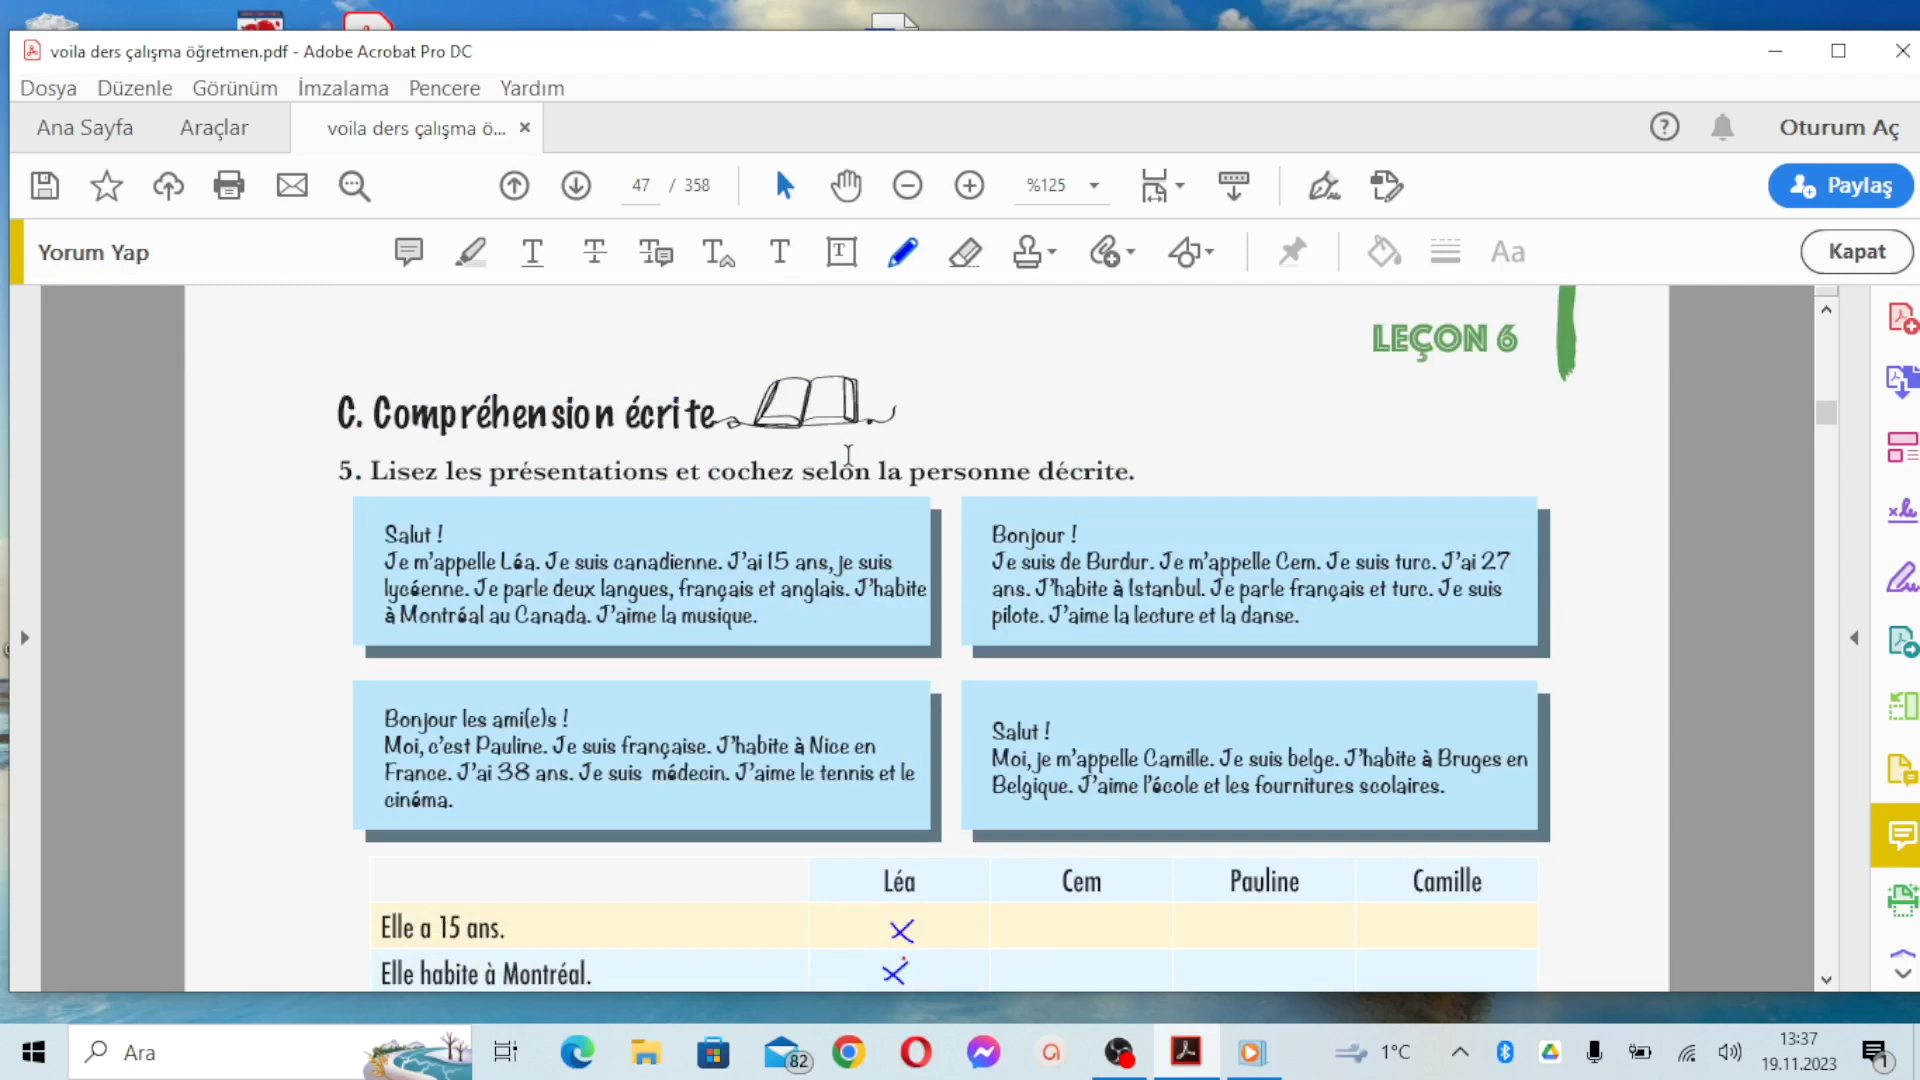 voila ders çalışma öğretmen.pdf - Adobe Acrobat Pro DC
Dosya Düzenle Görünüm İmzalama Pencere Yardım
Ana Sayfa Araçlar voila ders çalışma ö... Oturum Aç
47 / 358 %125 Paylaş
Yorum Yap Aa Kapat
LEÇON 6
C. Compréhension écrite
5. Lisez les présentations et cochez selon la personne décrite.
Salut !
Je m'appelle Léa. Je suis canadienne. J'ai 15 ans, je suis
lycéenne. Je parle deux langues, français et anglais. J'habite
à Montréal au Canada. J'aime la musique.
Bonjour !
Je suis de Burdur. Je m'appelle Cem. Je suis turc. J'ai 27
ans. J'habite à Istanbul. Je parle français et turc. Je suis
pilote. J'aime la lecture et la danse.
Bonjour les ami(e)s !
Moi, c'est Pauline. Je suis française. J'habite à Nice en
France. J'ai 38 ans. Je suis médecin. J'aime le tennis et le
cinéma.
Salut !
Moi, je m'appelle Camille. Je suis belge. J'habite à Bruges en
Belgique. J'aime l'école et les fournitures scolaires.
Léa Cem Pauline Camille
Elle a 15 ans. X
Elle habite à Montréal. X
Ara 82 1°C 13:37
19.11.2023 1